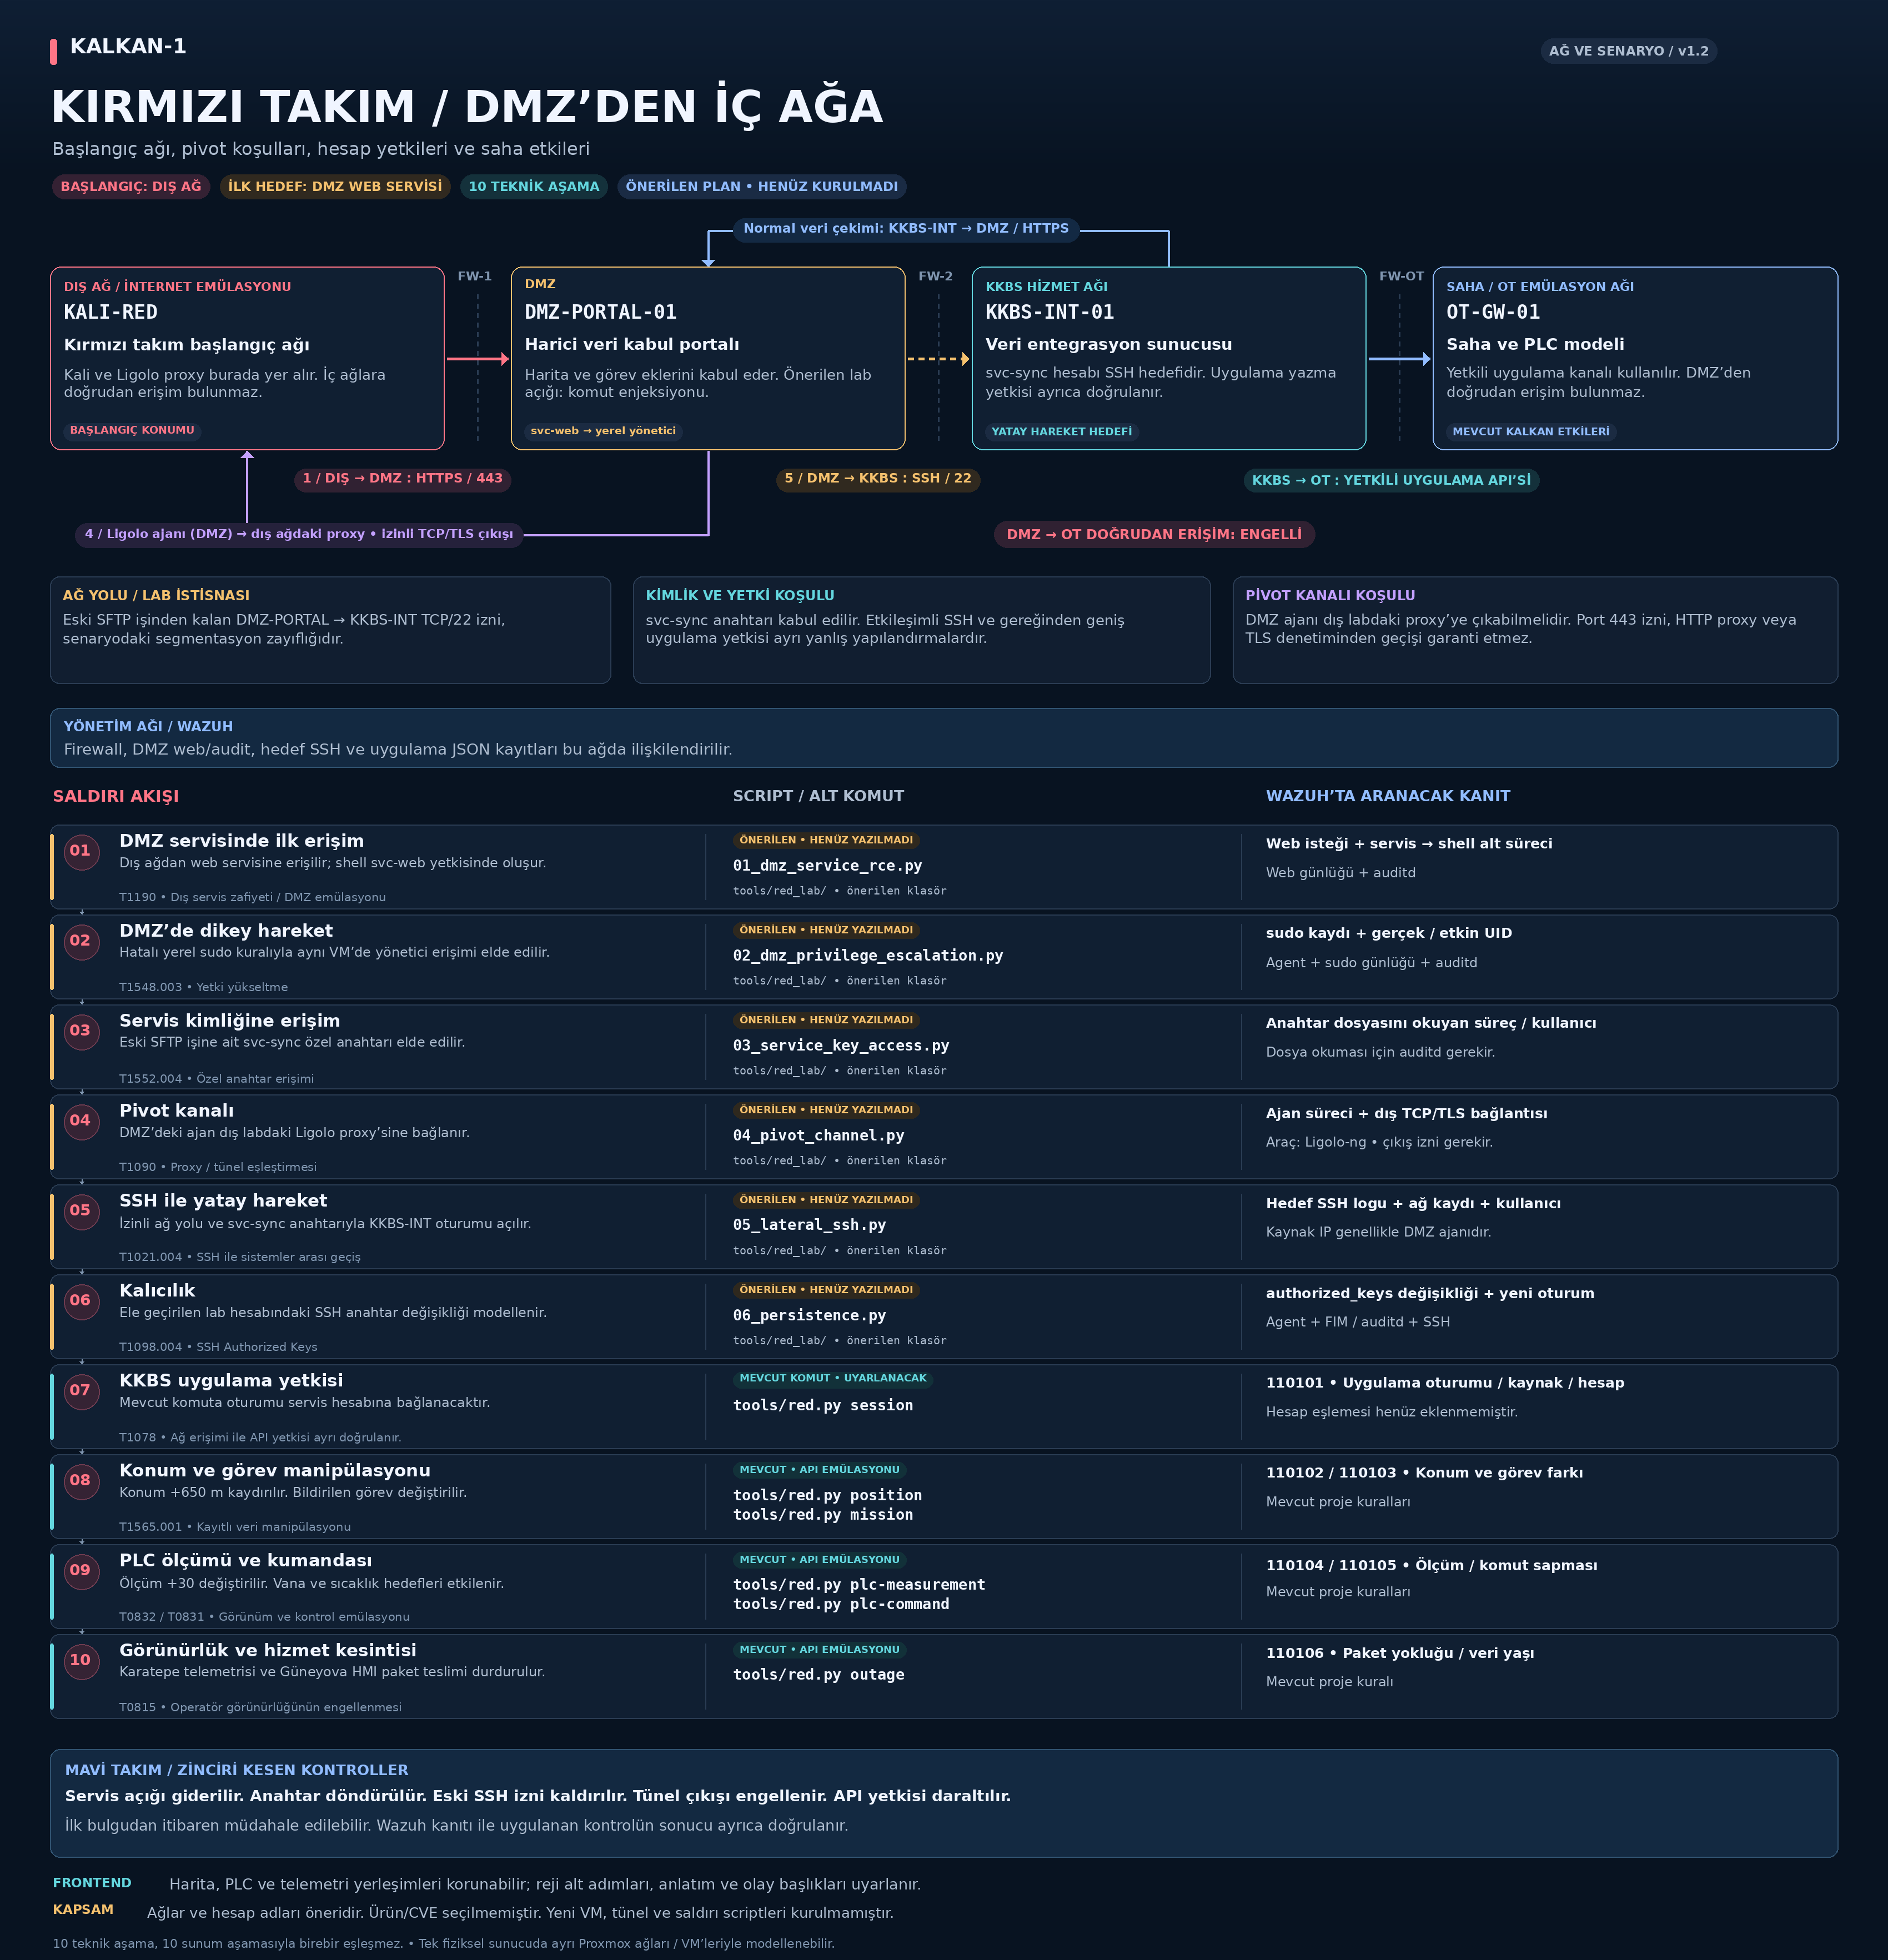 KALKAN-1
AĞ VE SENARYO / v1.2
KIRMIZI TAKIM / DMZ’DEN İÇ AĞA
Başlangıç ağı, pivot koşulları, hesap yetkileri ve saha etkileri
BAŞLANGIÇ: DIŞ AĞ
İLK HEDEF: DMZ WEB SERVİSİ
10 TEKNİK AŞAMA
ÖNERİLEN PLAN • HENÜZ KURULMADI
Normal veri çekimi: KKBS-INT → DMZ / HTTPS
DIŞ AĞ / İNTERNET EMÜLASYONU
KALI-RED
Kırmızı takım başlangıç ağı
Kali ve Ligolo proxy burada yer alır. İç ağlara
doğrudan erişim bulunmaz.
BAŞLANGIÇ KONUMU
FW-1
DMZ
DMZ-PORTAL-01
Harici veri kabul portalı
Harita ve görev eklerini kabul eder. Önerilen lab
açığı: komut enjeksiyonu.
svc-web → yerel yönetici
FW-2
KKBS HİZMET AĞI
KKBS-INT-01
Veri entegrasyon sunucusu
svc-sync hesabı SSH hedefidir. Uygulama yazma
yetkisi ayrıca doğrulanır.
YATAY HAREKET HEDEFİ
FW-OT
SAHA / OT EMÜLASYON AĞI
OT-GW-01
Saha ve PLC modeli
Yetkili uygulama kanalı kullanılır. DMZ’den
doğrudan erişim bulunmaz.
MEVCUT KALKAN ETKİLERİ
1 / DIŞ → DMZ : HTTPS / 443
5 / DMZ → KKBS : SSH / 22
KKBS → OT : YETKİLİ UYGULAMA API’Sİ
4 / Ligolo ajanı (DMZ) → dış ağdaki proxy • izinli TCP/TLS çıkışı
DMZ → OT DOĞRUDAN ERİŞİM: ENGELLİ
AĞ YOLU / LAB İSTİSNASI
Eski SFTP işinden kalan DMZ-PORTAL → KKBS-INT TCP/22 izni,
senaryodaki segmentasyon zayıflığıdır.
KİMLİK VE YETKİ KOŞULU
svc-sync anahtarı kabul edilir. Etkileşimli SSH ve gereğinden geniş
uygulama yetkisi ayrı yanlış yapılandırmalardır.
PİVOT KANALI KOŞULU
DMZ ajanı dış labdaki proxy’ye çıkabilmelidir. Port 443 izni, HTTP proxy veya
TLS denetiminden geçişi garanti etmez.
YÖNETİM AĞI / WAZUH
Firewall, DMZ web/audit, hedef SSH ve uygulama JSON kayıtları bu ağda ilişkilendirilir.
SALDIRI AKIŞI
SCRIPT / ALT KOMUT
WAZUH’TA ARANACAK KANIT
01
DMZ servisinde ilk erişim
Dış ağdan web servisine erişilir; shell svc-web yetkisinde oluşur.
T1190 • Dış servis zafiyeti / DMZ emülasyonu
ÖNERİLEN • HENÜZ YAZILMADI
01_dmz_service_rce.py
tools/red_lab/ • önerilen klasör
Web isteği + servis → shell alt süreci
Web günlüğü + auditd
02
DMZ’de dikey hareket
Hatalı yerel sudo kuralıyla aynı VM’de yönetici erişimi elde edilir.
T1548.003 • Yetki yükseltme
ÖNERİLEN • HENÜZ YAZILMADI
02_dmz_privilege_escalation.py
tools/red_lab/ • önerilen klasör
sudo kaydı + gerçek / etkin UID
Agent + sudo günlüğü + auditd
03
Servis kimliğine erişim
Eski SFTP işine ait svc-sync özel anahtarı elde edilir.
T1552.004 • Özel anahtar erişimi
ÖNERİLEN • HENÜZ YAZILMADI
03_service_key_access.py
tools/red_lab/ • önerilen klasör
Anahtar dosyasını okuyan süreç / kullanıcı
Dosya okuması için auditd gerekir.
04
Pivot kanalı
DMZ’deki ajan dış labdaki Ligolo proxy’sine bağlanır.
T1090 • Proxy / tünel eşleştirmesi
ÖNERİLEN • HENÜZ YAZILMADI
04_pivot_channel.py
tools/red_lab/ • önerilen klasör
Ajan süreci + dış TCP/TLS bağlantısı
Araç: Ligolo-ng • çıkış izni gerekir.
05
SSH ile yatay hareket
İzinli ağ yolu ve svc-sync anahtarıyla KKBS-INT oturumu açılır.
T1021.004 • SSH ile sistemler arası geçiş
ÖNERİLEN • HENÜZ YAZILMADI
05_lateral_ssh.py
tools/red_lab/ • önerilen klasör
Hedef SSH logu + ağ kaydı + kullanıcı
Kaynak IP genellikle DMZ ajanıdır.
06
Kalıcılık
Ele geçirilen lab hesabındaki SSH anahtar değişikliği modellenir.
T1098.004 • SSH Authorized Keys
ÖNERİLEN • HENÜZ YAZILMADI
06_persistence.py
tools/red_lab/ • önerilen klasör
authorized_keys değişikliği + yeni oturum
Agent + FIM / auditd + SSH
07
KKBS uygulama yetkisi
Mevcut komuta oturumu servis hesabına bağlanacaktır.
T1078 • Ağ erişimi ile API yetkisi ayrı doğrulanır.
MEVCUT KOMUT • UYARLANACAK
tools/red.py session
110101 • Uygulama oturumu / kaynak / hesap
Hesap eşlemesi henüz eklenmemiştir.
08
Konum ve görev manipülasyonu
Konum +650 m kaydırılır. Bildirilen görev değiştirilir.
T1565.001 • Kayıtlı veri manipülasyonu
MEVCUT • API EMÜLASYONU
tools/red.py position
tools/red.py mission
110102 / 110103 • Konum ve görev farkı
Mevcut proje kuralları
09
PLC ölçümü ve kumandası
Ölçüm +30 değiştirilir. Vana ve sıcaklık hedefleri etkilenir.
T0832 / T0831 • Görünüm ve kontrol emülasyonu
MEVCUT • API EMÜLASYONU
tools/red.py plc-measurement
tools/red.py plc-command
110104 / 110105 • Ölçüm / komut sapması
Mevcut proje kuralları
10
Görünürlük ve hizmet kesintisi
Karatepe telemetrisi ve Güneyova HMI paket teslimi durdurulur.
T0815 • Operatör görünürlüğünün engellenmesi
MEVCUT • API EMÜLASYONU
tools/red.py outage
110106 • Paket yokluğu / veri yaşı
Mevcut proje kuralı
MAVİ TAKIM / ZİNCİRİ KESEN KONTROLLER
Servis açığı giderilir. Anahtar döndürülür. Eski SSH izni kaldırılır. Tünel çıkışı engellenir. API yetkisi daraltılır.
İlk bulgudan itibaren müdahale edilebilir. Wazuh kanıtı ile uygulanan kontrolün sonucu ayrıca doğrulanır.
FRONTEND Harita, PLC ve telemetri yerleşimleri korunabilir; reji alt adımları, anlatım ve olay başlıkları uyarlanır.
KAPSAM Ağlar ve hesap adları öneridir. Ürün/CVE seçilmemiştir. Yeni VM, tünel ve saldırı scriptleri kurulmamıştır.
10 teknik aşama, 10 sunum aşamasıyla birebir eşleşmez. • Tek fiziksel sunucuda ayrı Proxmox ağları / VM’leriyle modellenebilir.